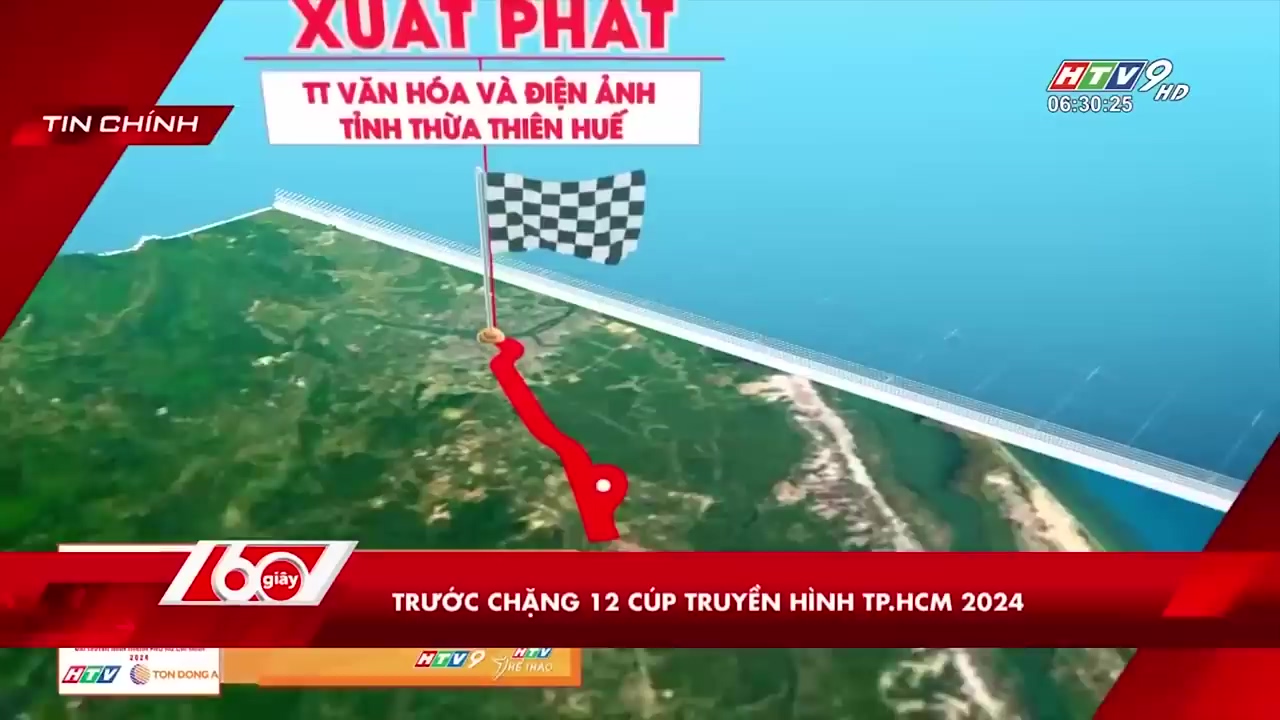 XUẤT PHÁT
TT VĂN HÓA VÀ ĐIỆN ẢNH
TỈNH THỪA THIÊN HUẾ
HTV9 HD
06:30:25
TIN CHÍNH
60 giây
TRƯỚC CHẶNG 12 CÚP TRUYỀN HÌNH TP.HCM 2024
2024
HTV
TON DONG A
HTV9
HTV
THỂ THAO